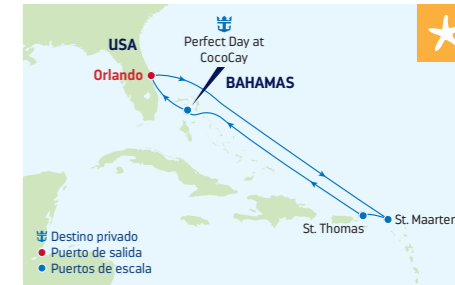 USA
Perfect Day at
CocoCay
Orlando
BAHAMAS
St. Thomas
St. Maarten
Destino privado
Puerto de salida
Puertos de escala